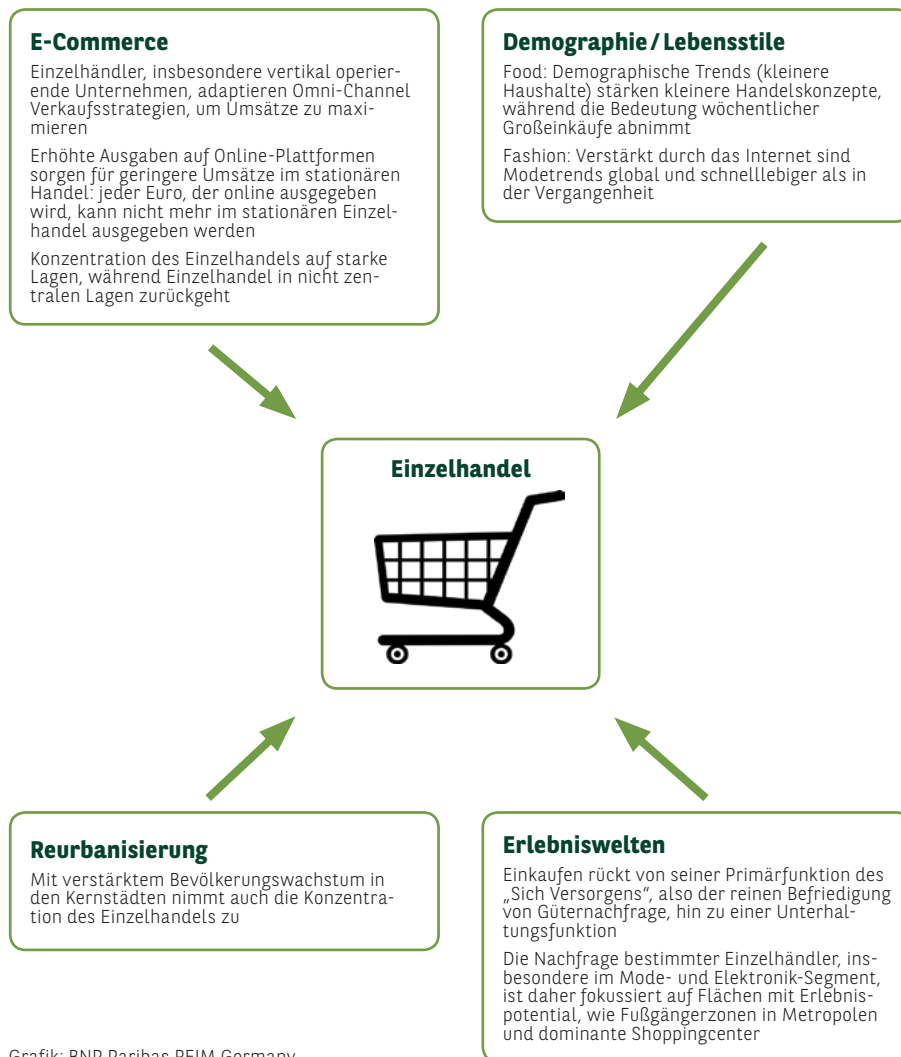 E-Commerce
Einzelhändler, insbesondere vertikal operier-
ende Unternehmen, adaptieren Omni-Channel
Verkaufsstrategien, um Umsätze zu maxi-
mieren
Erhöhte Ausgaben auf Online-Plattformen
sorgen für geringere Umsätze im stationären
Handel: jeder Euro, der online ausgegeben
wird, kann nicht mehr im stationären Einzel-
handel ausgegeben werden
Konzentration des Einzelhandels auf starke
Lagen, während Einzelhandel in nicht zen-
tralen Lagen zurückgeht
Demographie / Lebensstile
Food: Demographische Trends (kleinere
Haushalte) stärken kleinere Handelskonzepte,
während die Bedeutung wöchentlicher
Großeinkäufe abnimmt
Fashion: Verstärkt durch das Internet sind
Modetrends global und schnelllebiger als in
der Vergangenheit
Einzelhandel
Reurbanisierung
Mit verstärktem Bevölkerungswachstum in
den Kernstädten nimmt auch die Konzentra-
tion des Einzelhandels zu
Erlebniswelten
Einkaufen rückt von seiner Primärfunktion des
„Sich Versorgens“, also der reinen Befriedigung
von Güternachfrage, hin zu einer Unterhal-
tungsfunktion
Die Nachfrage bestimmter Einzelhändler, ins-
besondere im Mode- und Elektronik-Segment,
ist daher fokussiert auf Flächen mit Erlebnis-
potential, wie Fußgängerzonen in Metropolen
und dominante Shoppingcenter
Grafik: BNP Paribas REIM Germany